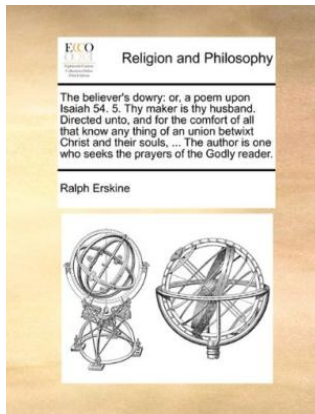 ECCO
Religion and Philosophy
The believer's dowry: or, a poem upon
Isaiah 54. 5. Thy maker is thy husband.
Directed unto, and for the comfort of all
that know any thing of an union betwixt
Christ and their souls, ... The author is one
who seeks the prayers of the Godly reader.
Ralph Erskine